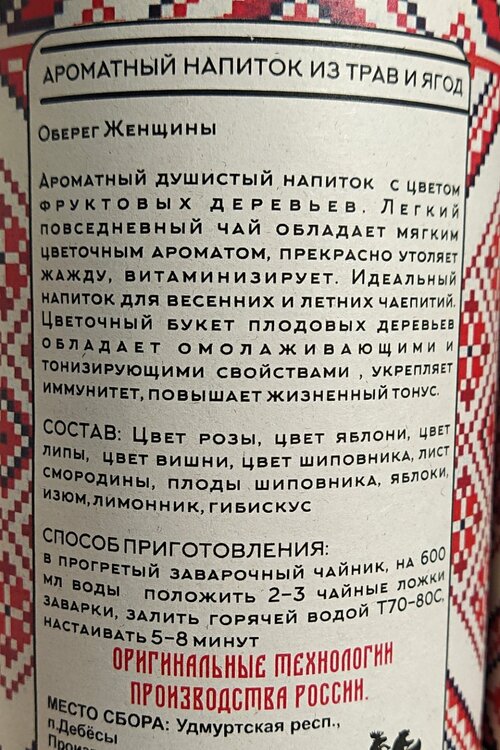 АРОМАТНЫЙ НАПИТОК ИЗ ТРАВ И ЯГОД
ОБЕРЕГ ЖЕНЩИНЫ
АРОМАТНЫЙ ДУШИСТЫЙ НАПИТОК С ЦВЕТОМ
ФРУКТОВЫХ ДЕРЕВЬЕВ. ЛЕГКИЙ
ПОВСЕДНЕВНЫЙ ЧАЙ ОБЛАДАЕТ МЯГКИМ
ЦВЕТОЧНЫМ АРОМАТОМ, ПРЕКРАСНО УТОЛЯЕТ
ЖАЖДУ, ВИТАМИНИЗИРУЕТ. ИДЕАЛЬНЫЙ
НАПИТОК ДЛЯ ВЕСЕННИХ И ЛЕТНИХ ЧАЕПИТИЙ.
ЦВЕТОЧНЫЙ БУКЕТ ПЛОДОВЫХ ДЕРЕВЬЕВ
ОБЛАДАЕТ ОМОЛАЖИВАЮЩИМИ И
ТОНИЗИРУЮЩИМИ СВОЙСТВАМИ , УКРЕПЛЯЕТ
ИММУНИТЕТ, ПОВЫШАЕТ ЖИЗНЕННЫЙ ТОНУС.
СОСТАВ: ЦВЕТ РОЗЫ, ЦВЕТ ЯБЛОНИ, ЦВЕТ
ЛИПЫ, ЦВЕТ ВИШНИ, ЦВЕТ ШИПОВНИКА, ЛИСТ
СМОРОДИНЫ, ПЛОДЫ ШИПОВНИКА, ЯБЛОКИ,
ИЗЮМ, ЛИМОННИК, ГИБИСКУС
СПОСОБ ПРИГОТОВЛЕНИЯ:
В ПРОГРЕТЫЙ ЗАВАРОЧНЫЙ ЧАЙНИК, НА 600
МЛ ВОДЫ ПОЛОЖИТЬ 2-3 ЧАЙНЫЕ ЛОЖКИ
ЗАВАРКИ, ЗАЛИТЬ ГОРЯЧЕЙ ВОДОЙ Т70-80С,
НАСТАИВАТЬ 5-8 МИНУТ
ОРИГИНАЛЬНЫЕ ТЕХНОЛОГИИ
ПРОИЗВОДСТВА РОССИИ.
МЕСТО СБОРА: Удмуртская респ.,
п.Дебёсы